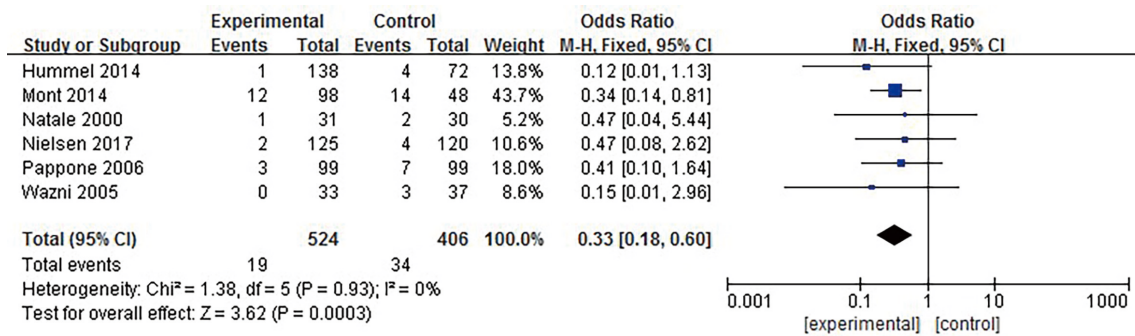 Experimental Control Odds Ratio Odds Ratio
Study or Subgroup Events Total Events Total Weight M-H, Fixed, 95% CI M-H, Fixed, 95% CI
Hummel 2014 1 138 4 72 13.8% 0.12 [0.01, 1.13]
Mont 2014 12 98 14 48 43.7% 0.34 [0.14, 0.81]
Natale 2000 1 31 2 30 5.2% 0.47 [0.04, 5.44]
Nielsen 2017 2 125 4 120 10.6% 0.47 [0.08, 2.62]
Pappone 2006 3 99 7 99 18.0% 0.41 [0.10, 1.64]
Wazni 2005 0 33 3 37 8.6% 0.15 [0.01, 2.96]
Total (95% CI) 524 406 100.0% 0.33 [0.18, 0.60]
Total events 19 34
Heterogeneity: Chi² = 1.38, df = 5 (P = 0.93); I² = 0%
Test for overall effect: Z = 3.62 (P = 0.0003)
0.001 0.1 1 10 1000
[experimental] [control]